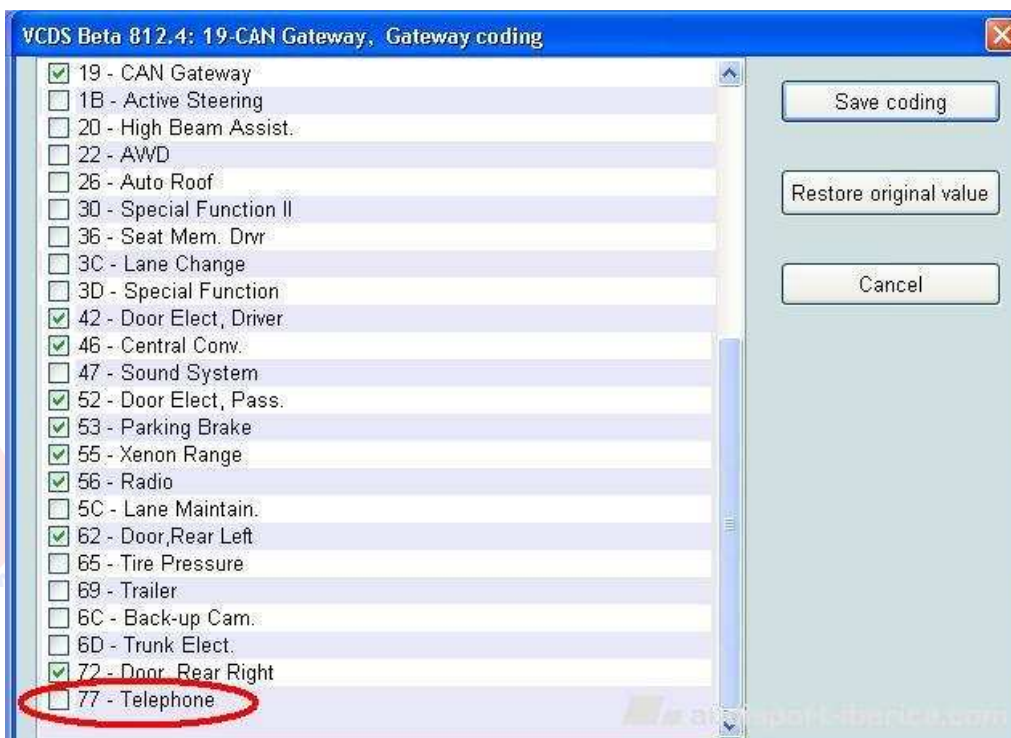 VCDS Beta 812.4: 19-CAN Gateway, Gateway coding
19 - CAN Gateway
1B - Active Steering
20 - High Beam Assist.
22 - AWD
26 - Auto Roof
30 - Special Function II
36 - Seat Mem. Drvr
3C - Lane Change
3D - Special Function
42 - Door Elect, Driver
46 - Central Conv.
47 - Sound System
52 - Door Elect, Pass.
53 - Parking Brake
55 - Xenon Range
56 - Radio
5C - Lane Maintain.
62 - Door,Rear Left
65 - Tire Pressure
69 - Trailer
6C - Back-up Cam.
6D - Trunk Elect.
72 - Door, Rear Right
77 - Telephone
Save coding
Restore original value
Cancel